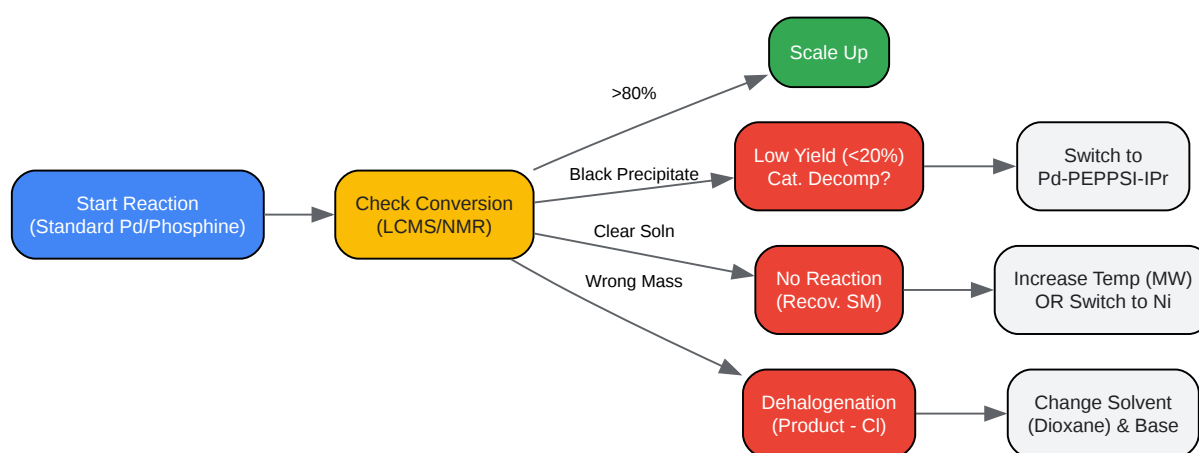 Start Reaction
(Standard Pd/Phosphine)
Check Conversion
(LCMS/NMR)
>80%
Scale Up
Black Precipitate
Low Yield (<20%)
Cat. Decomp?
Switch to
Pd-PEPPSI-IPr
Clear Soln
No Reaction
(Recov. SM)
Increase Temp (MW)
OR Switch to Ni
Wrong Mass
Dehalogenation
(Product - Cl)
Change Solvent
(Dioxane) & Base